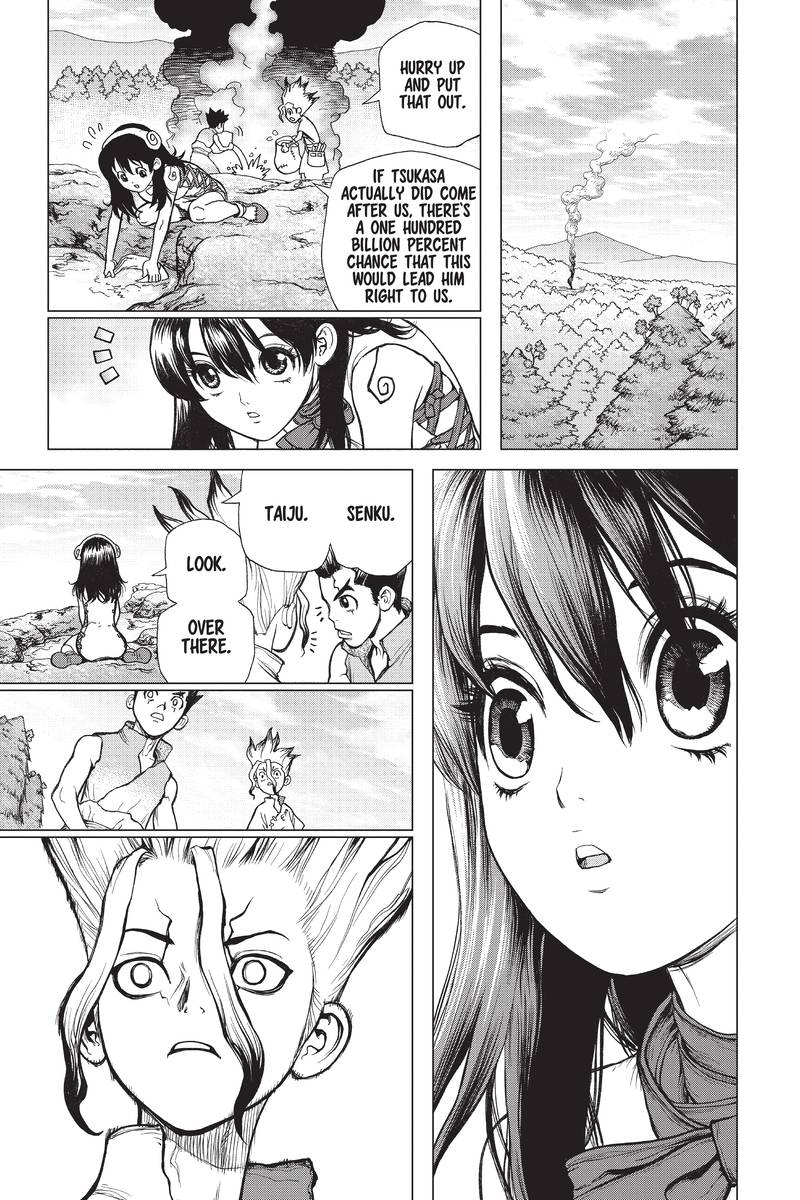 HURRY UP
AND PUT
THAT OUT.
IF TSUKASA
ACTUALLY DID COME
AFTER US, THERE'S
A ONE HUNDRED
BILLION PERCENT
CHANCE THAT THIS
WOULD LEAD HIM
RIGHT TO US.
SENKU.
TAIJU.
LOOK.
OVER
THERE.